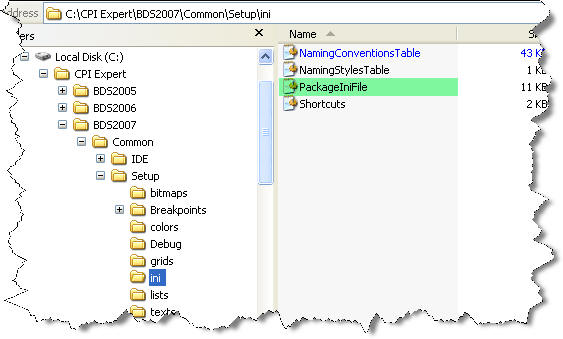 ddress C:\CPI Expert\BDS2007\Common\Setup\ini
ers
Local Disk (C:)
CPI Expert
BDS2005
BDS2006
BDS2007
Common
IDE
Setup
bitmaps
Breakpoints
colors
Debug
grids
ini
lists
texts
Name
NamingConventionsTable 43 K
NamingStylesTable 1 K
PackageIniFile 11 K
Shortcuts 2 K